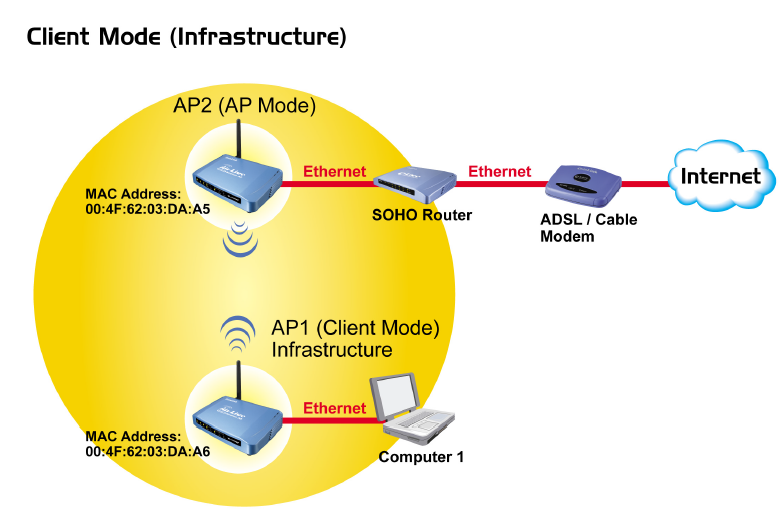 Client Mode (Infrastructure)
AP2 (AP Mode)
Ethernet
Ethernet
Internet
MAC Address:
00:4F:62:03:DA:A5
SOHO Router
ADSL / Cable
Modem
AP1 (Client Mode)
Infrastructure
Ethernet
MAC Address:
00:4F:62:03:DA:A6
Computer 1